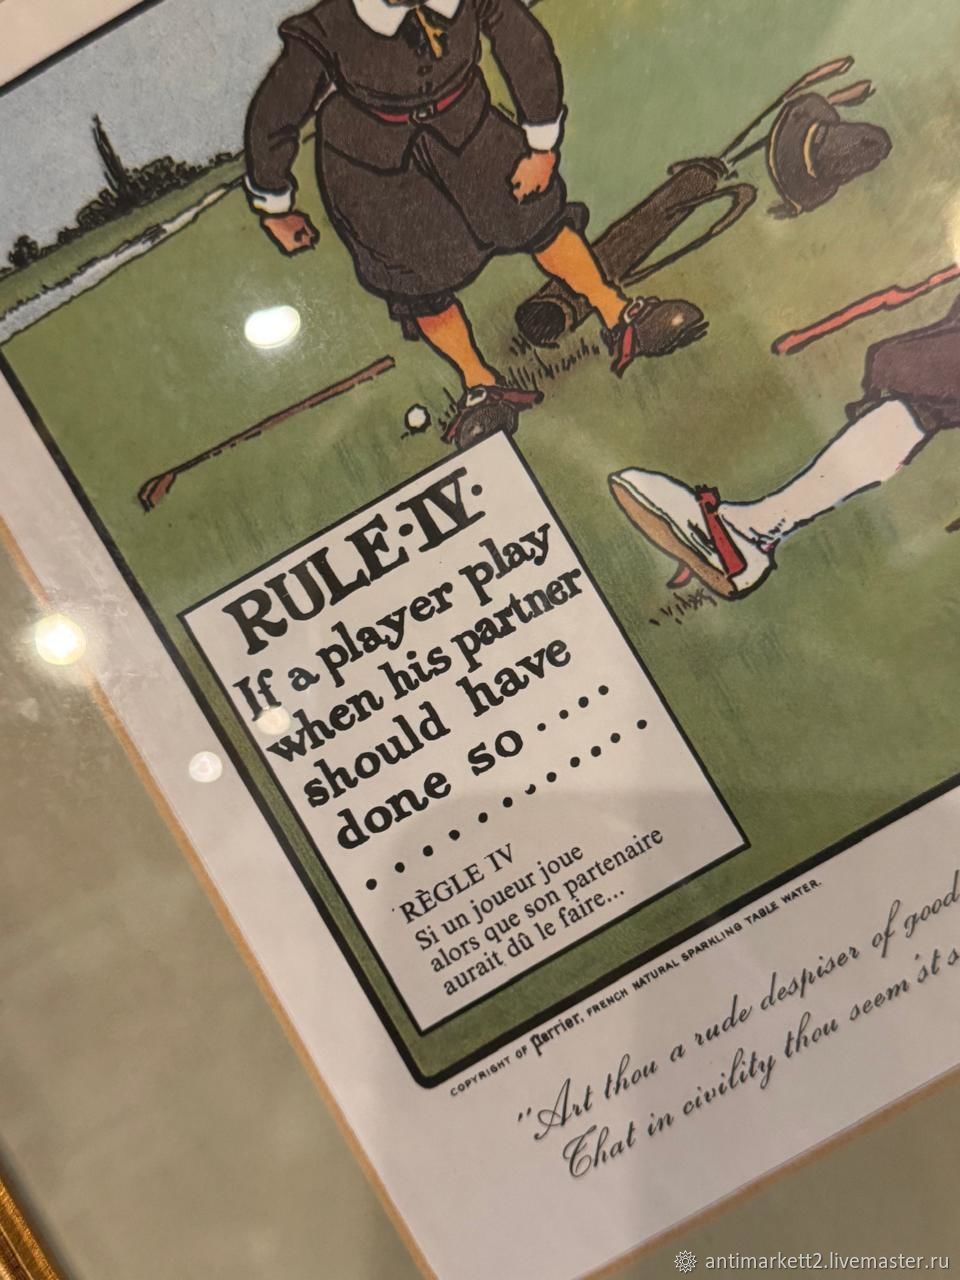 RULE·IV.
If a player play
when his partner
should have
done so....
..........
RÈGLE IV
Si un joueur joue
alors que son partenaire
aurait dû le faire...
COPYRIGHT OF Perrier, FRENCH NATURAL SPARKLING TABLE WATER.
"Art thou a rude despiser of good
That in civility thou seem'st s
antimarkett2.livemaster.ru